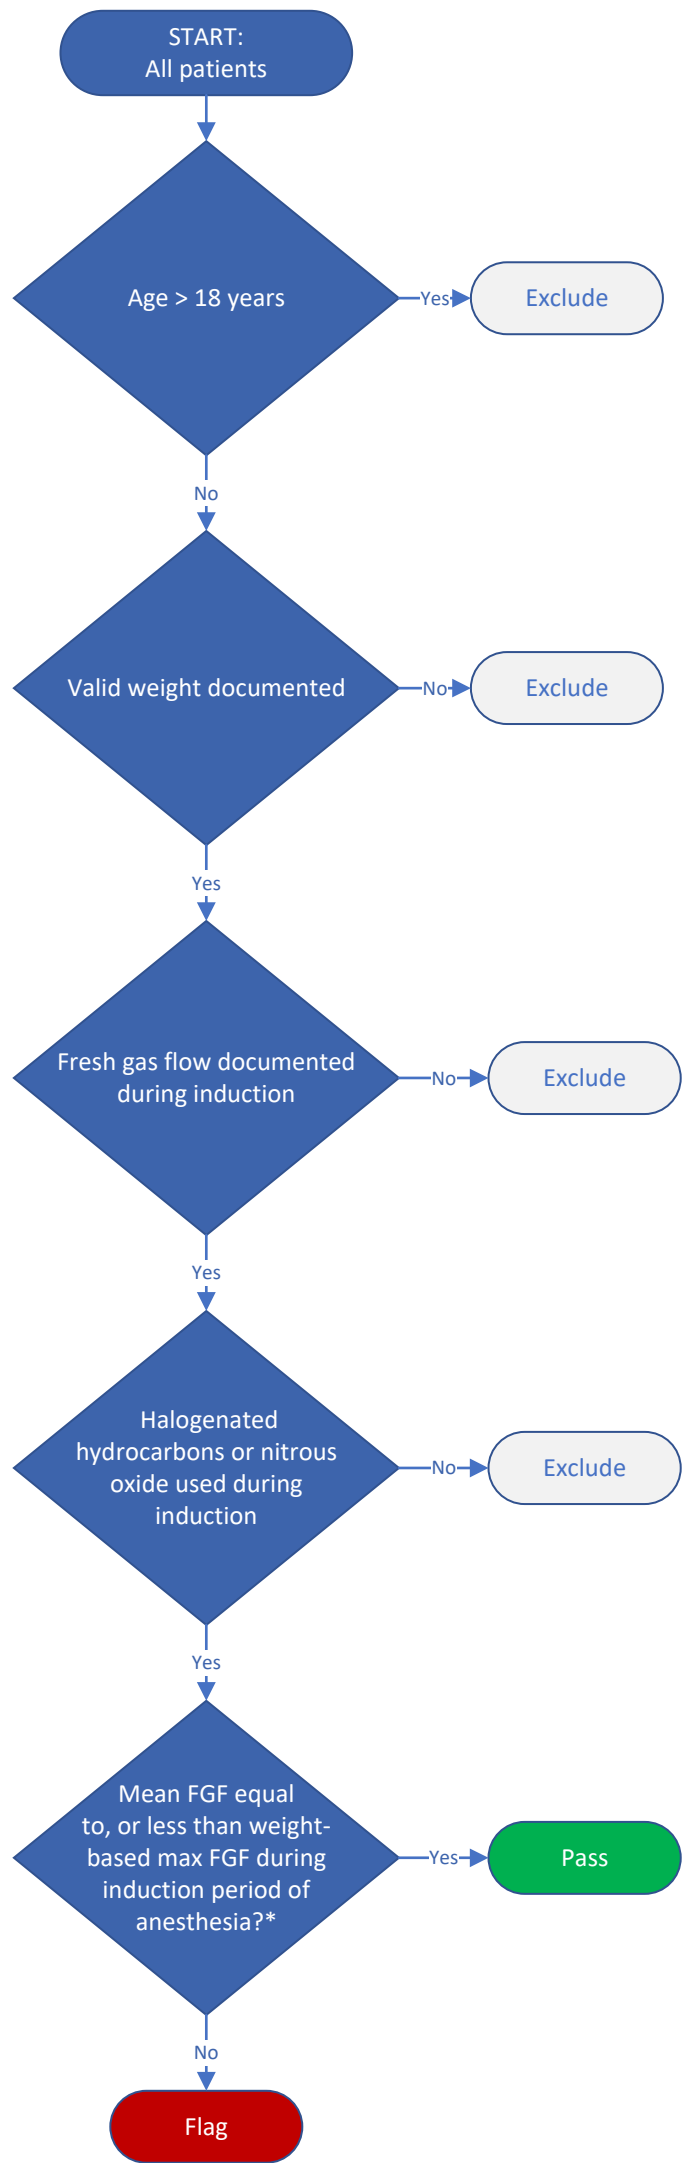 START:
All patients
Age > 18 years
Yes
Exclude
No
Valid weight documented
No
Exclude
Yes
Fresh gas flow documented
during induction
No
Exclude
Yes
Halogenated
hydrocarbons or nitrous
oxide used during
induction
No
Exclude
Yes
Mean FGF equal
to, or less than weight-
based max FGF during
induction period of
anesthesia?*
Yes
Pass
No
Flag